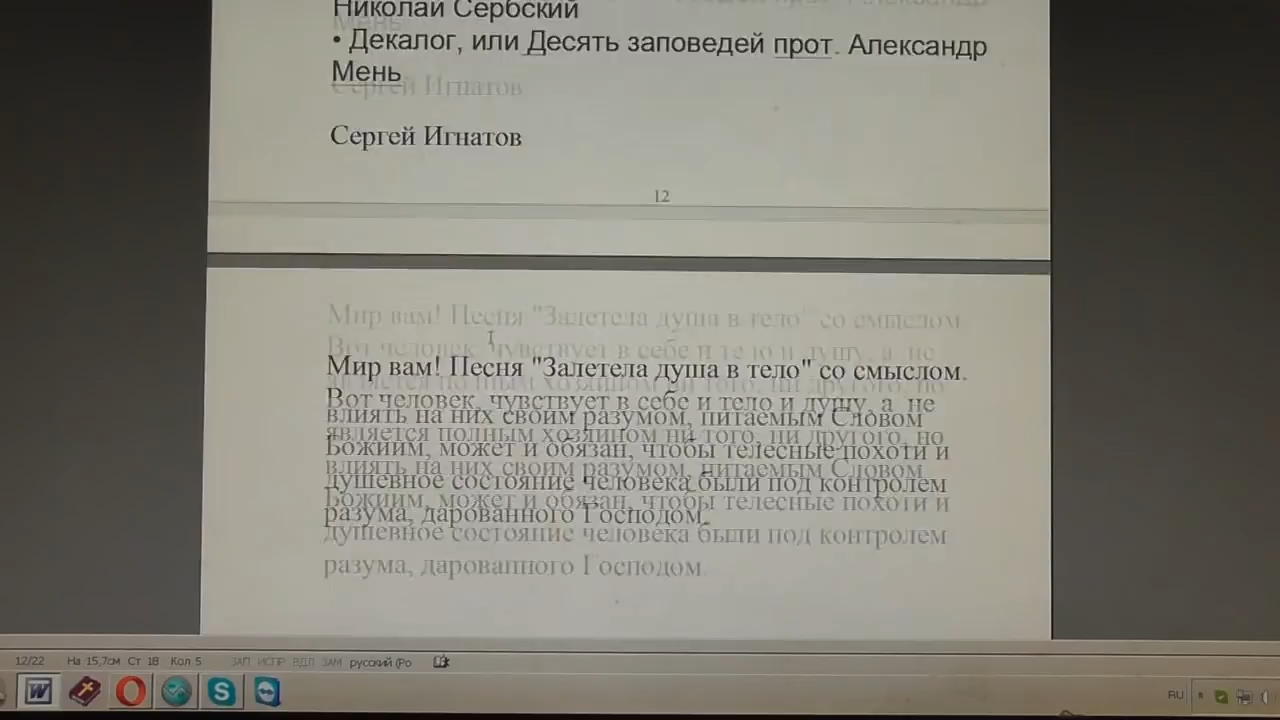 Николай Сербский
• Декалог, или Десять заповедей прот. Александр
Мень
Сергей Игнатов
12
Мир вам! Песня "Залетела душа в тело" со смыслом.
Вот человек, чувствует в себе и тело и душу, а не
является полным хозяином ни того, ни другого, но
влиять на них своим разумом, питаемым Словом
Божиим, может и обязан, чтобы телесные похоти и
душевное состояние человека были под контролем
разума, дарованного Господом.
12/22 На 15,7см Ст 18 Кол 5 ЗАП ИСПР ВДЛ ЗАМ русский (Ро
W S RU